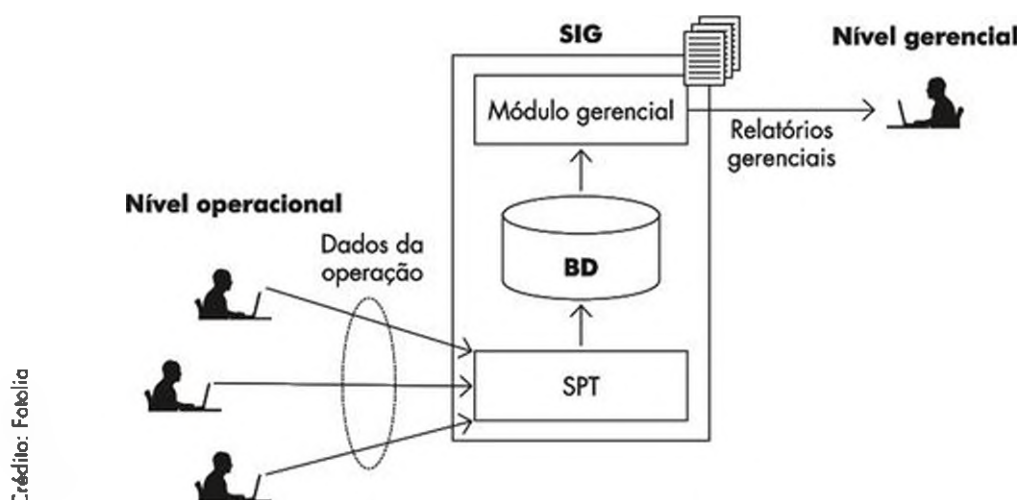 SIG
Nível gerencial
Módulo gerencial
Relatórios
gerenciais
Nível operacional
Dados da
operação
BD
SPT
Crédito: Fotolia